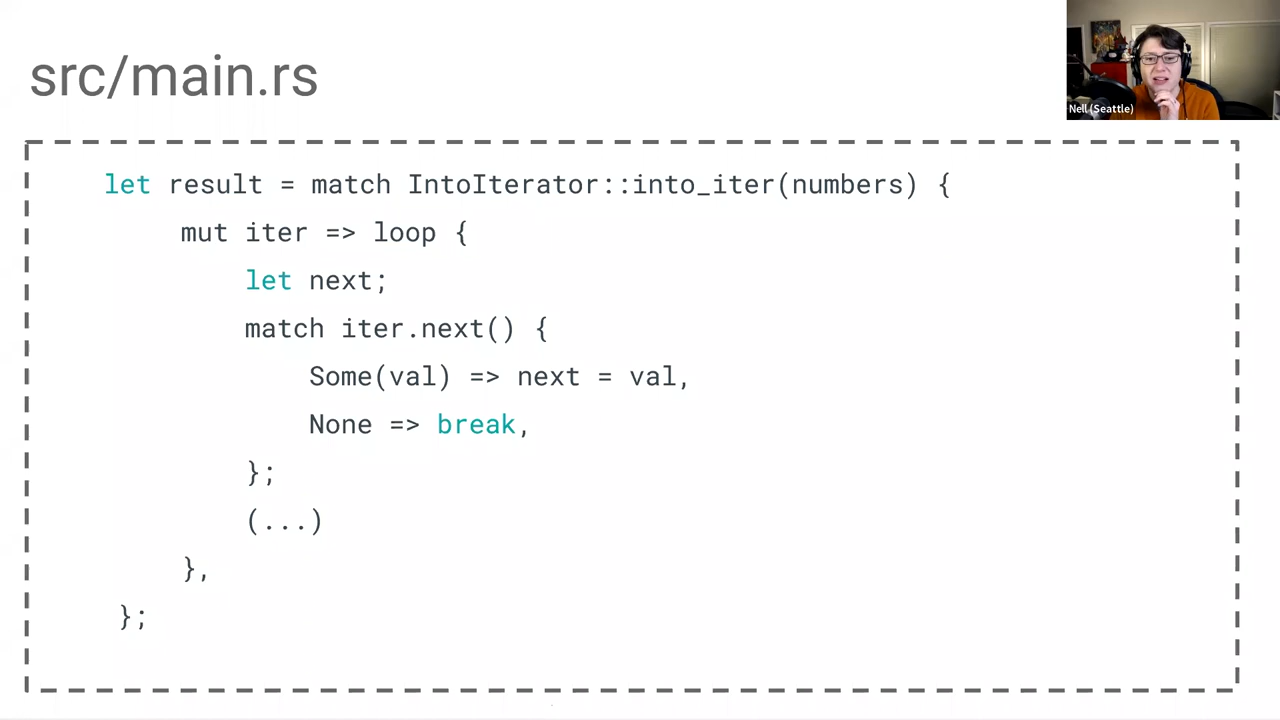 src/main.rs
Nell (Seattle)
let result = match IntoIterator::into_iter(numbers) {
mut iter => loop {
let next;
match iter.next() {
Some(val) => next = val,
None => break,
};
(...)
},
};